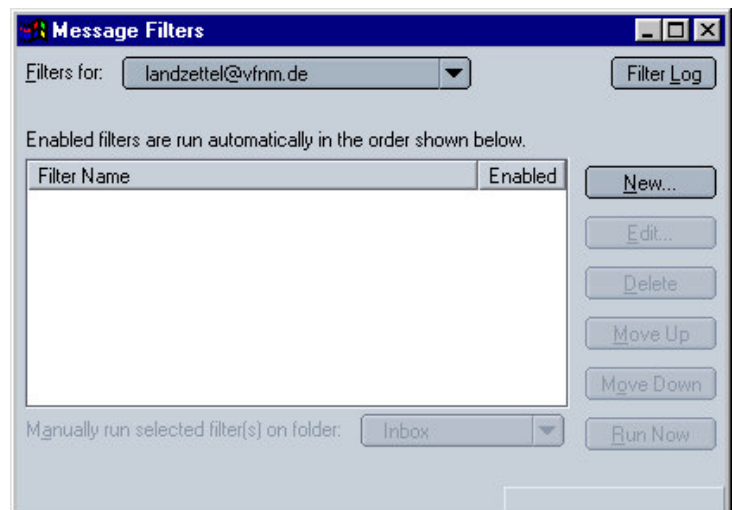 Message Filters
Filters for: landzettel@vfnm.de Filter Log
Enabled filters are run automatically in the order shown below.
Filter Name Enabled
New...
Edit...
Delete
Move Up
Move Down
Manually run selected filter(s) on folder: Inbox Run Now